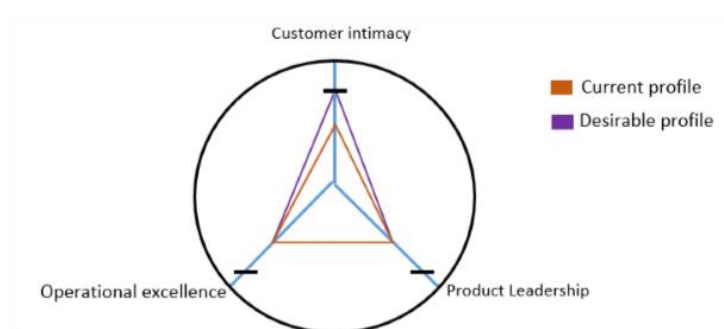 Customer intimacy
Current profile
Desirable profile
Operational excellence
Product Leadership